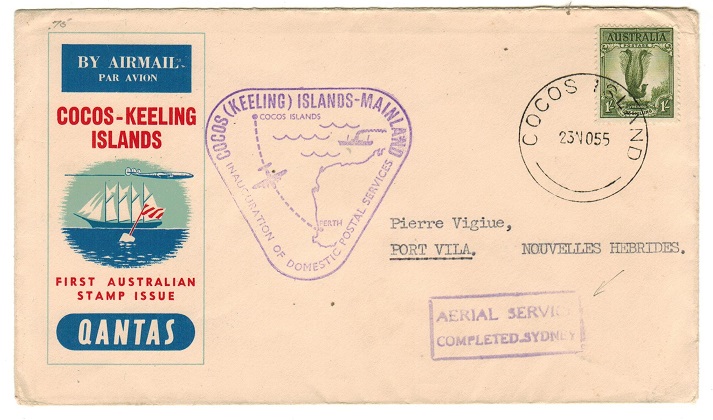 75
BY AIRMAIL
PAR AVION
COCOS-KEELING
ISLANDS
FIRST AUSTRALIAN
STAMP ISSUE
QANTAS
COCOS (KEELING) ISLANDS-MAINLAND
COCOS ISLANDS
PERTH
INAUGURATION OF DOMESTIC POSTAL SERVICES
AUSTRALIA
POSTAGE
1/- 1/-
COCOS ISLAND
23 NO 55
Pierre Vigiue,
PORT VILA. NOUVELLES HEBRIDES.
AERIAL SERVICE
COMPLETED SYDNEY